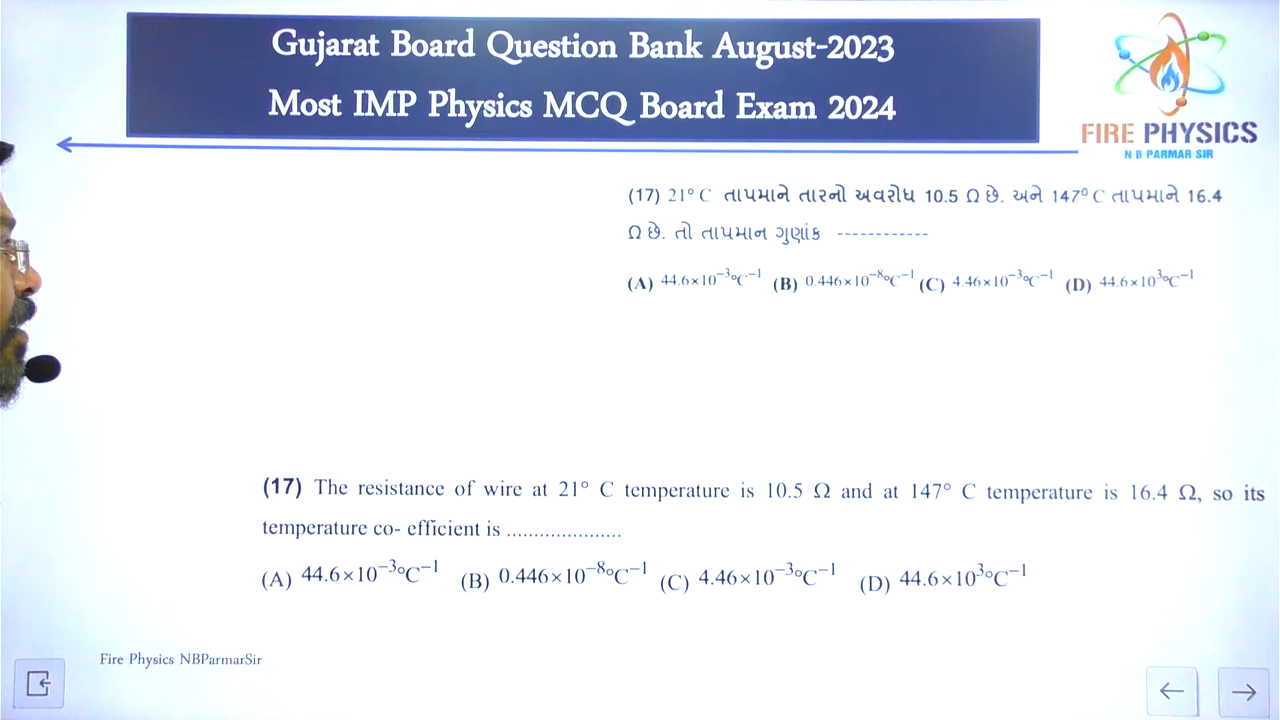 Gujarat Board Question Bank August-2023
Most IMP Physics MCQ Board Exam 2024
FIRE PHYSICS
N B PARMAR SIR
(17) 21° C તાપમાને તારનો અવરોધ 10.5 Ω છે. અને 147° C તાપમાને 16.4
Ω છે. તો તાપમાન ગુણાંક ------------
(A) 44.6×10⁻³°C⁻¹ (B) 0.446×10⁻⁸°C⁻¹ (C) 4.46×10⁻³°C⁻¹ (D) 44.6×10³°C⁻¹
(17) The resistance of wire at 21° C temperature is 10.5 Ω and at 147° C temperature is 16.4 Ω, so its
temperature co- efficient is .....................
(A) 44.6×10⁻³°C⁻¹ (B) 0.446×10⁻⁸°C⁻¹ (C) 4.46×10⁻³°C⁻¹ (D) 44.6×10³°C⁻¹
Fire Physics NBParmarSir